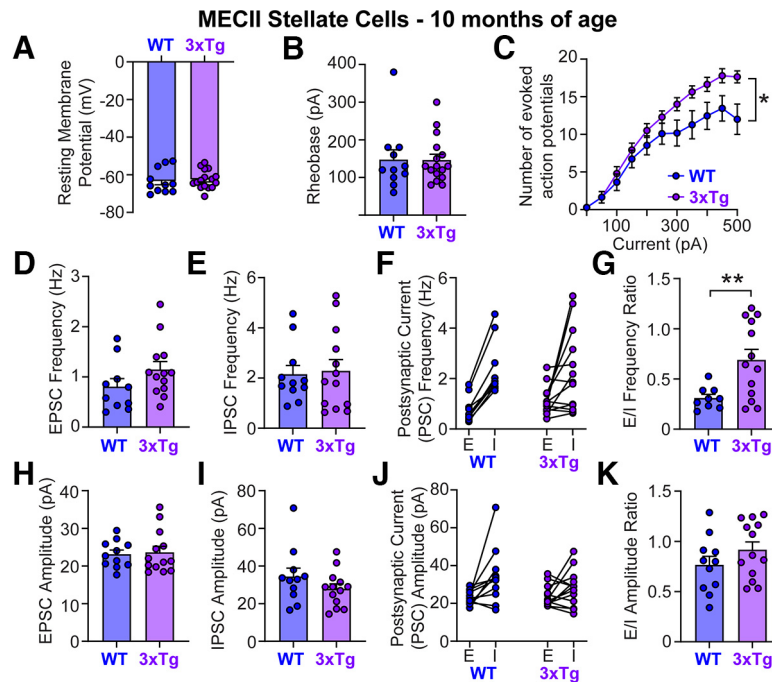 MECII Stellate Cells - 10 months of age
A
WT 3xTg
Resting Membrane
Potential (mV)
0
-20
-40
-60
-80
B
Rheobase (pA)
400
300
200
100
WT 3xTg
C
Number of evoked
action potentials
20
15
10
5
0
100 300 500
Current (pA)
WT
3xTg
*
D
EPSC Frequency (Hz)
3
2
1
0
WT 3xTg
E
IPSC Frequency (Hz)
6
4
2
0
WT 3xTg
F
Postsynaptic Current
(PSC) Frequency (Hz)
6
4
2
0
E I E I
WT 3xTg
G
E/I Frequency Ratio
1.5
1.0
0.5
0
**
WT 3xTg
H
EPSC Amplitude (pA)
40
30
20
10
0
WT 3xTg
I
IPSC Amplitude (pA)
80
60
40
20
0
WT 3xTg
J
Postsynaptic Current
(PSC) Amplitude (pA)
80
60
40
20
0
E I E I
WT 3xTg
K
E/I Amplitude Ratio
1.5
1.0
0.5
0
WT 3xTg